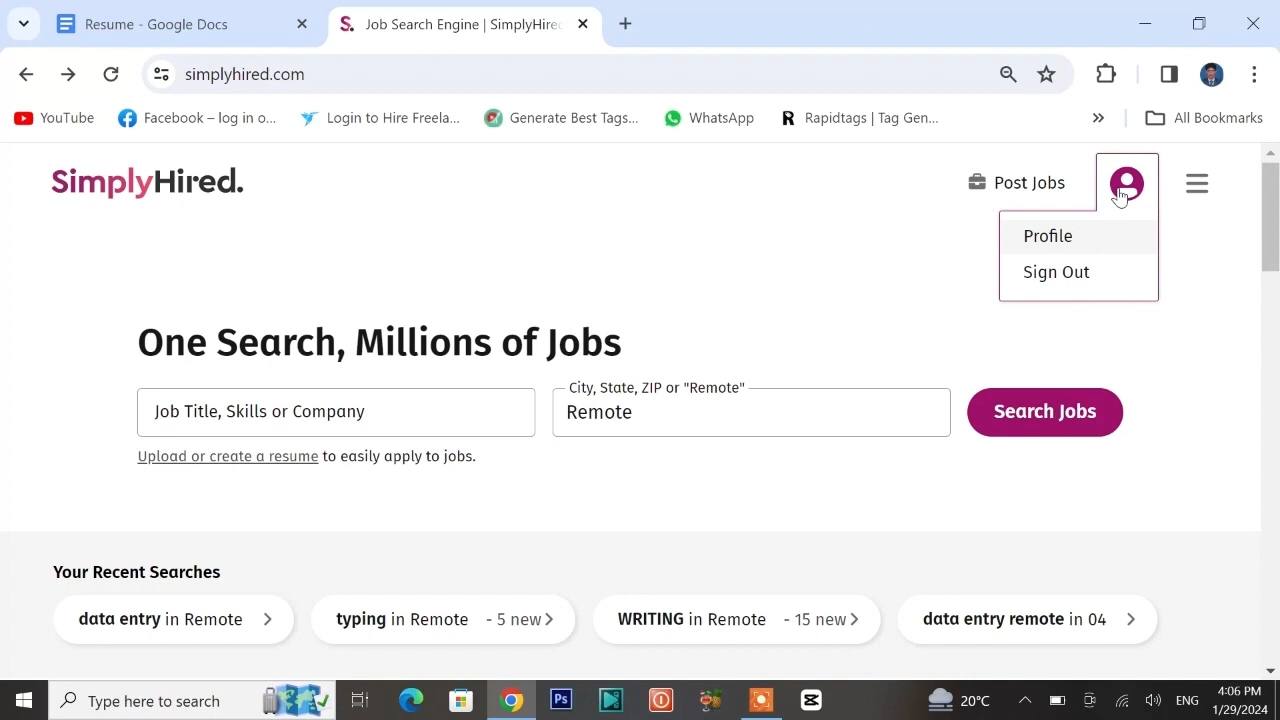 Resume - Google Docs
S. Job Search Engine | SimplyHired
simplyhired.com
YouTube
Facebook – log in o...
Login to Hire Freela...
Generate Best Tags...
WhatsApp
R Rapidtags | Tag Gen...
All Bookmarks
SimplyHired.
Post Jobs
Profile
Sign Out
One Search, Millions of Jobs
Job Title, Skills or Company
City, State, ZIP or "Remote"
Remote
Search Jobs
Upload or create a resume to easily apply to jobs.
Your Recent Searches
data entry in Remote
typing in Remote - 5 new
WRITING in Remote - 15 new
data entry remote in 04
Type here to search
Ps
20°C
ENG
4:06 PM
1/29/2024